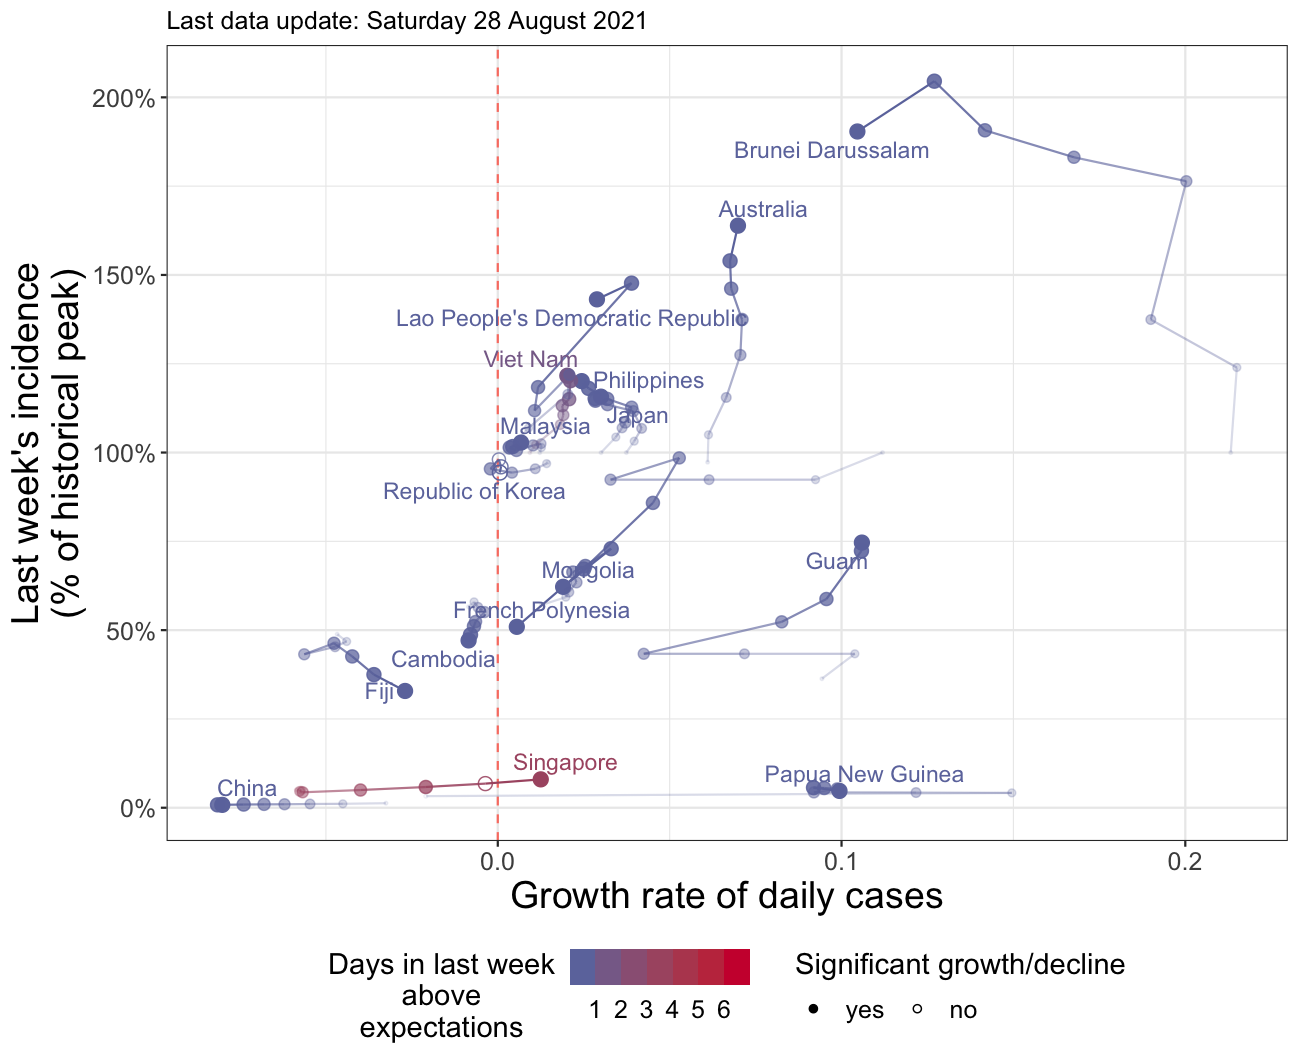 Last data update: Saturday 28 August 2021
Last week's incidence
(% of historical peak)
200%
150%
100%
50%
0%
Brunei Darussalam
Australia
Lao People's Democratic Republic
Viet Nam
Philippines
Japan
Malaysia
Republic of Korea
Guam
Mongolia
French Polynesia
Cambodia
Fiji
Singapore
Papua New Guinea
China
0.0
0.1
0.2
Growth rate of daily cases
Days in last week
above
expectations
1 2 3 4 5 6
Significant growth/decline
yes
no